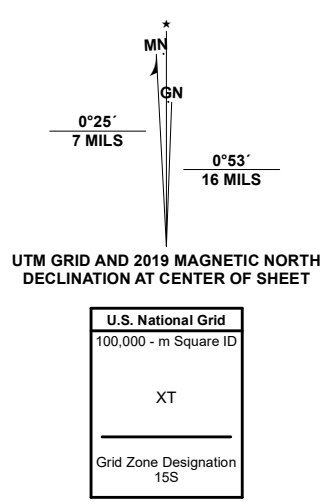 MN
GN
0°25´
7 MILS
0°53´
16 MILS
UTM GRID AND 2019 MAGNETIC NORTH
DECLINATION AT CENTER OF SHEET
U.S. National Grid
100,000 - m Square ID
XT
Grid Zone Designation
15S